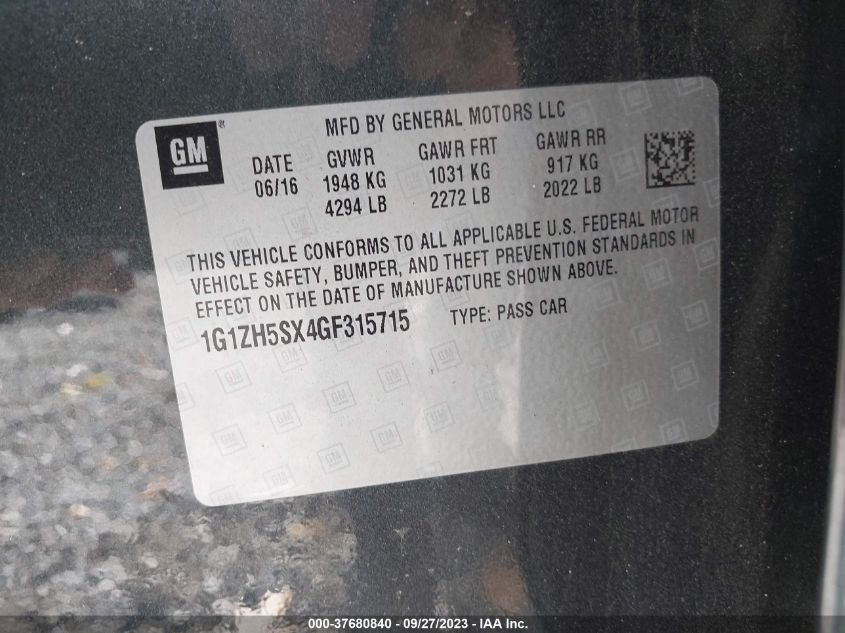 GM
MFD BY GENERAL MOTORS LLC
DATE GVWR GAWR FRT GAWR RR
06/16 1948 KG 1031 KG 917 KG
4294 LB 2272 LB 2022 LB
THIS VEHICLE CONFORMS TO ALL APPLICABLE U.S. FEDERAL MOTOR
VEHICLE SAFETY, BUMPER, AND THEFT PREVENTION STANDARDS IN
EFFECT ON THE DATE OF MANUFACTURE SHOWN ABOVE.
1G1ZH5SX4GF315715 TYPE: PASS CAR
000-37680840 - 09/27/2023 - IAA Inc.